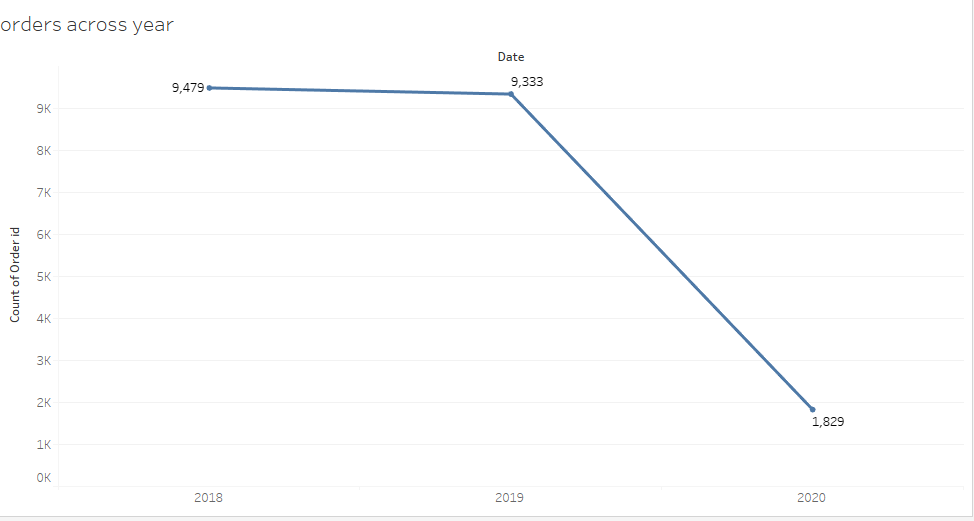 orders across year
Date
9,479
9,333
9K
8K
7K
6K
5K
4K
3K
2K
1K
0K
Count of Order id
1,829
2018
2019
2020